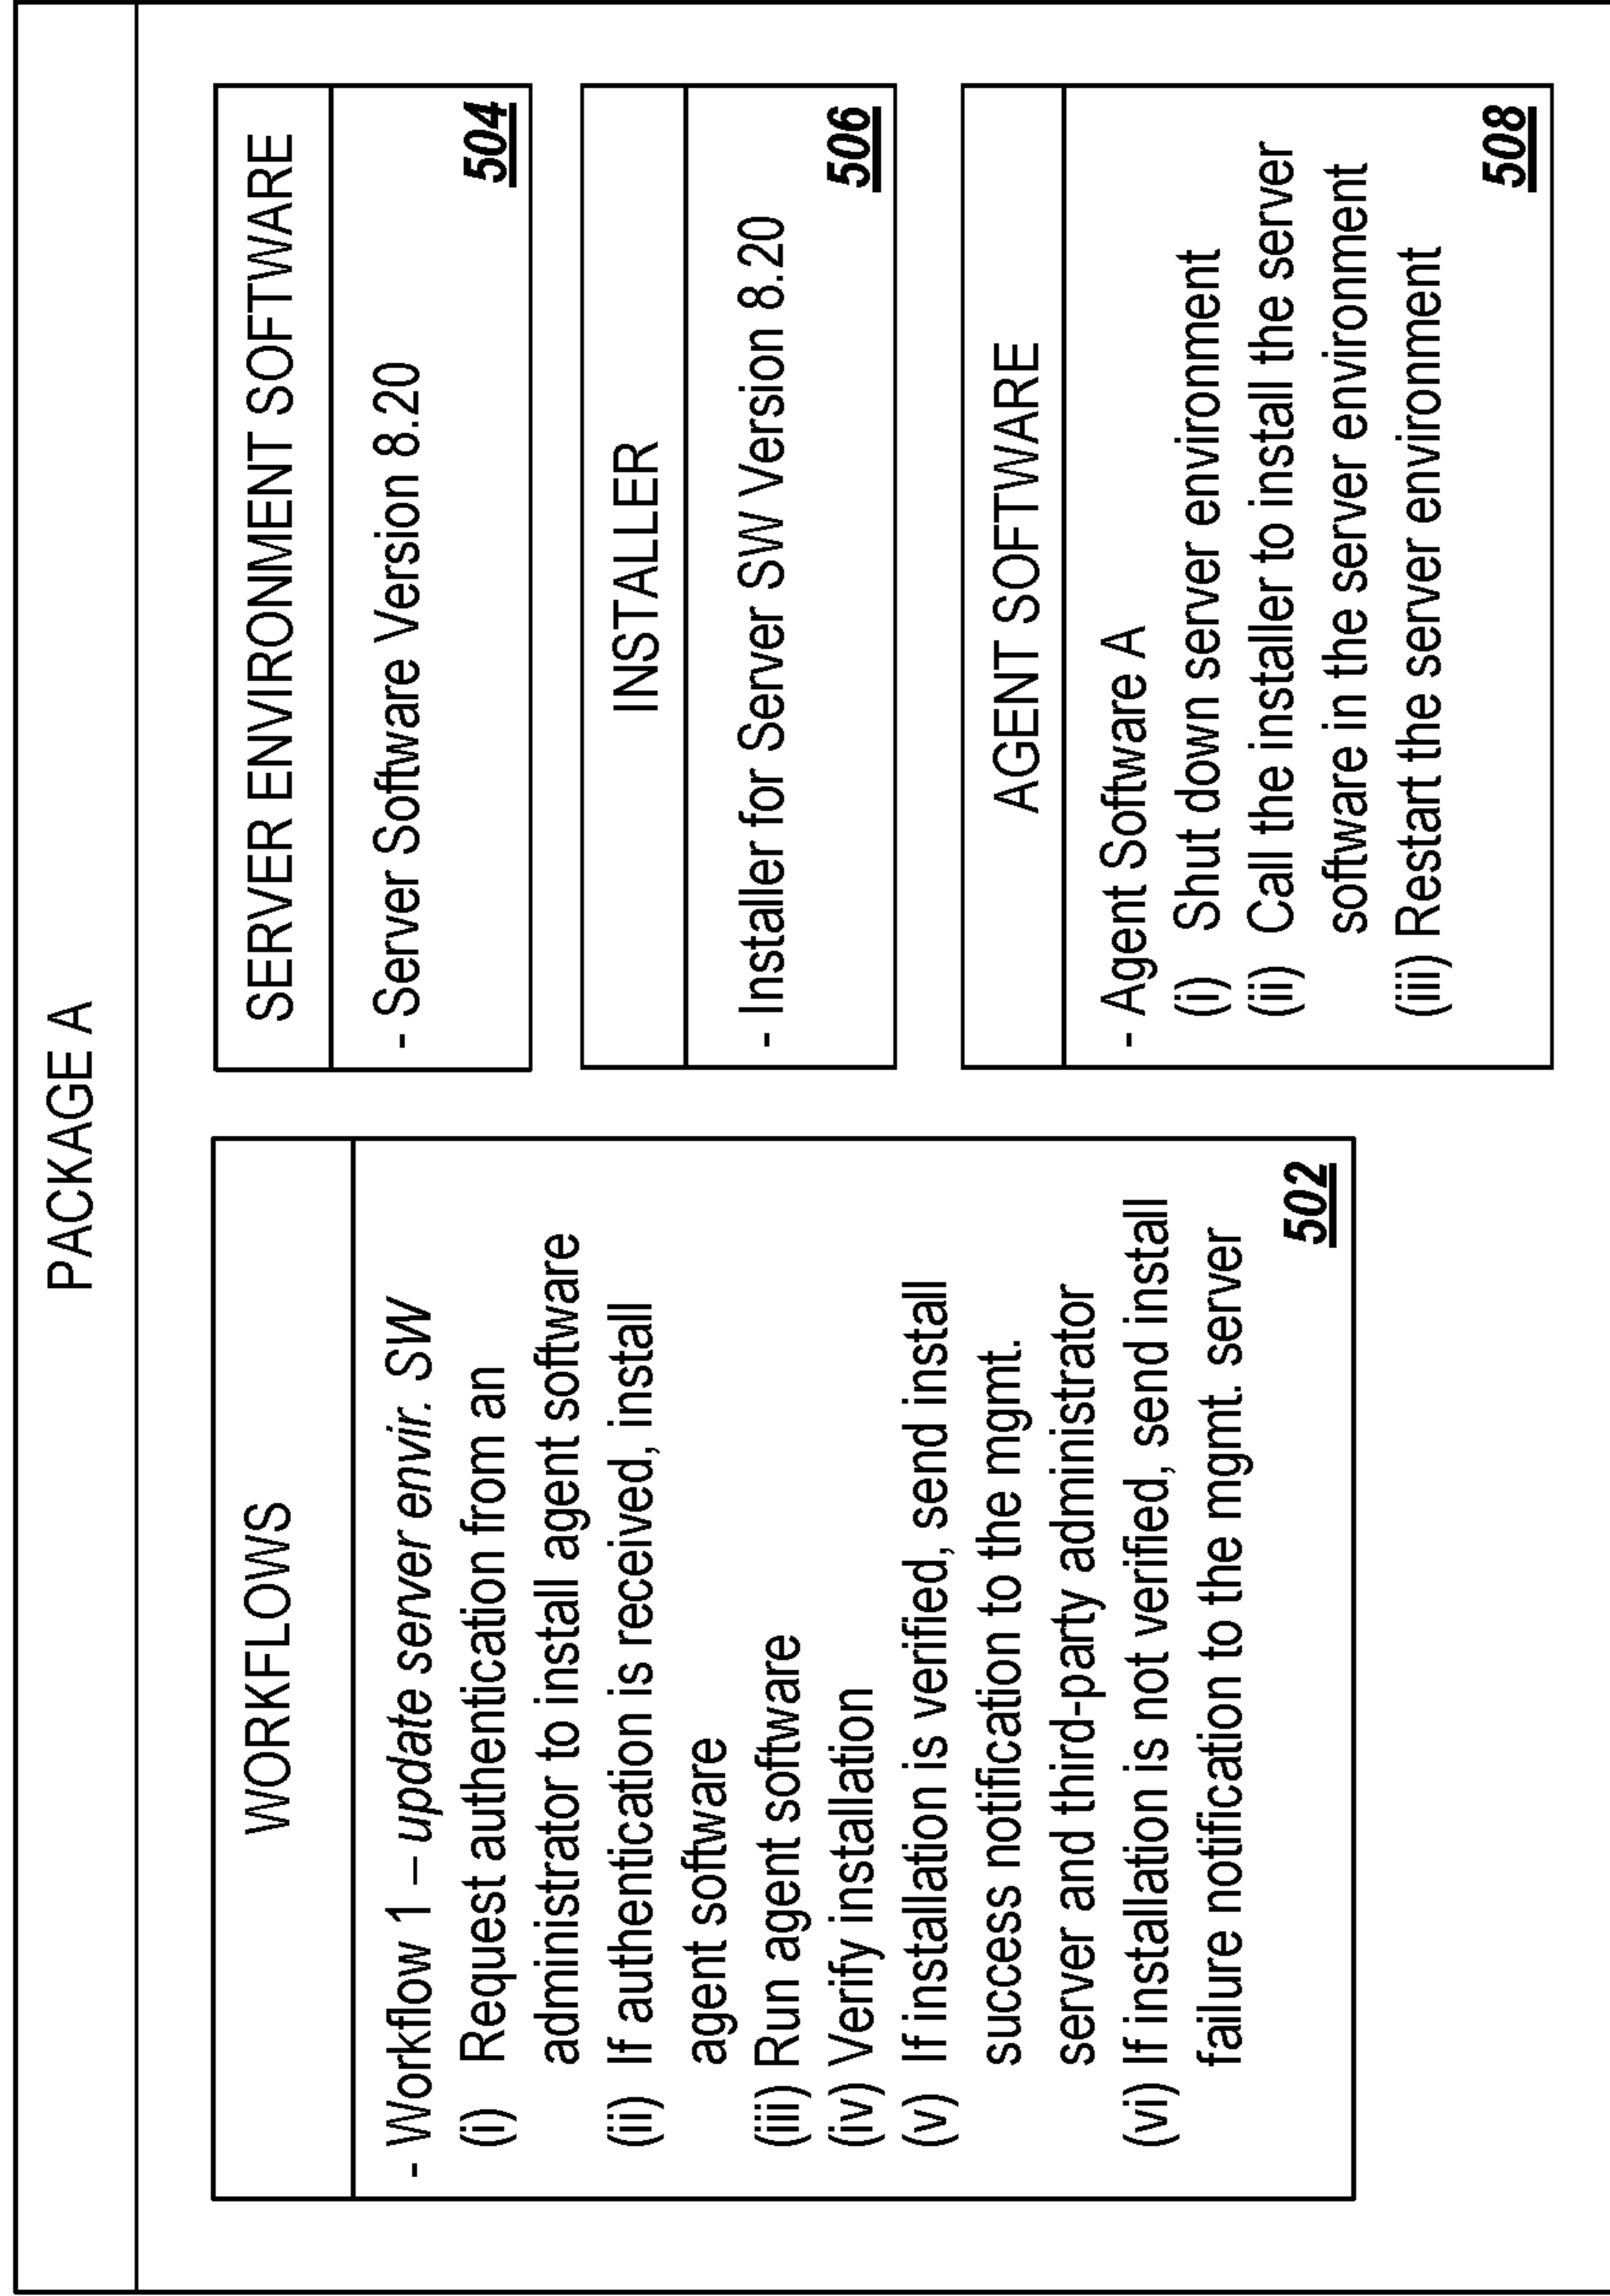 PACKAGE A
WORKFLOWS
- Workflow 1 – update server envir. SW
(i) Request authentication from an
administrator to install agent software
(ii) If authentication is received, install
agent software
(iii) Run agent software
(iv) Verify installation
(v) If installation is verified, send install
success notification to the mgmt.
server and third-party administrator
(vi) If installation is not verified, send install
failure notification to the mgmt. server
502
SERVER ENVIRONMENT SOFTWARE
- Server Software Version 8.20
504
INSTALLER
- Installer for Server SW Version 8.20
506
AGENT SOFTWARE
- Agent Software A
(i) Shut down server environment
(ii) Call the installer to install the server
software in the server environment
(iii) Restart the server environment
508